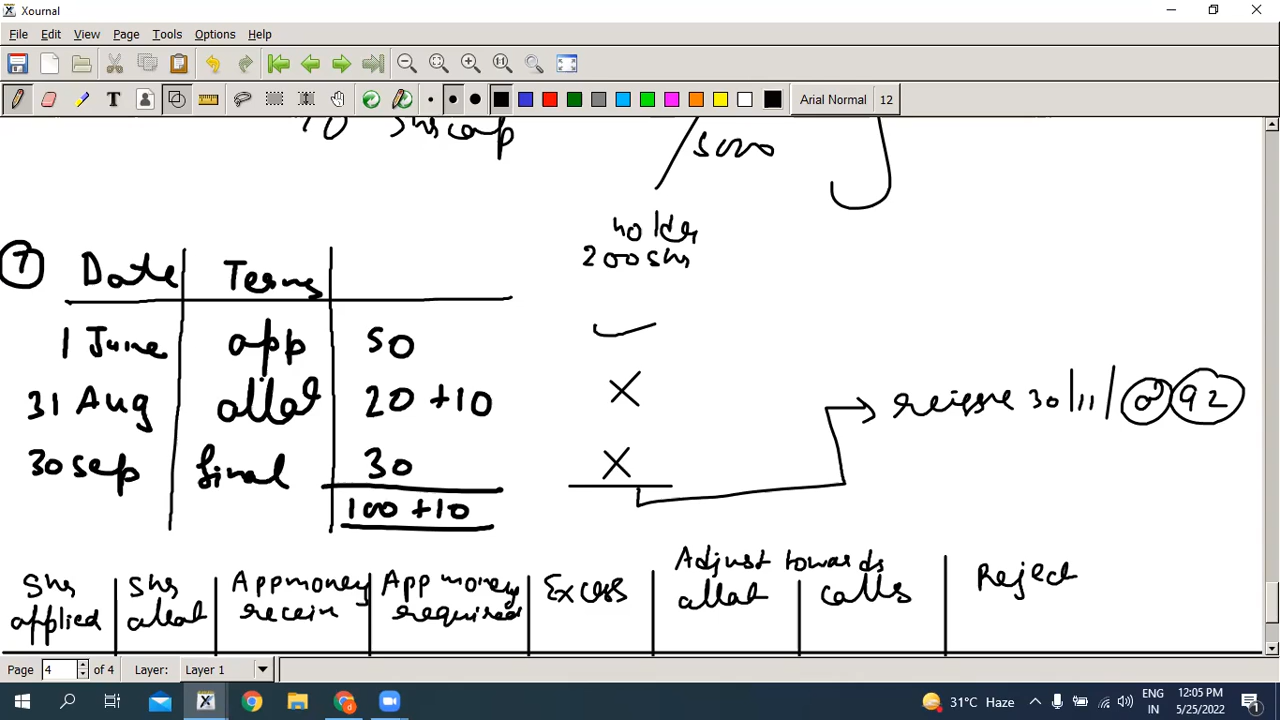 Xournal
File Edit View Page Tools Options Help
Arial Normal 12
10 shs cap
5000
holder
200 shs
7 Date Terms
1 June app 50
31 Aug allot 20 +10
30 sep final 30
100 +10
reissue 30/11/ @ 92
Shs applied
Shs allot
App money receiv
App money required
Excess
Adjust towards
allot calls
Reject
Page 4 of 4 Layer: Layer 1
31°C Haze
ENG
IN
12:05 PM
5/25/2022
1